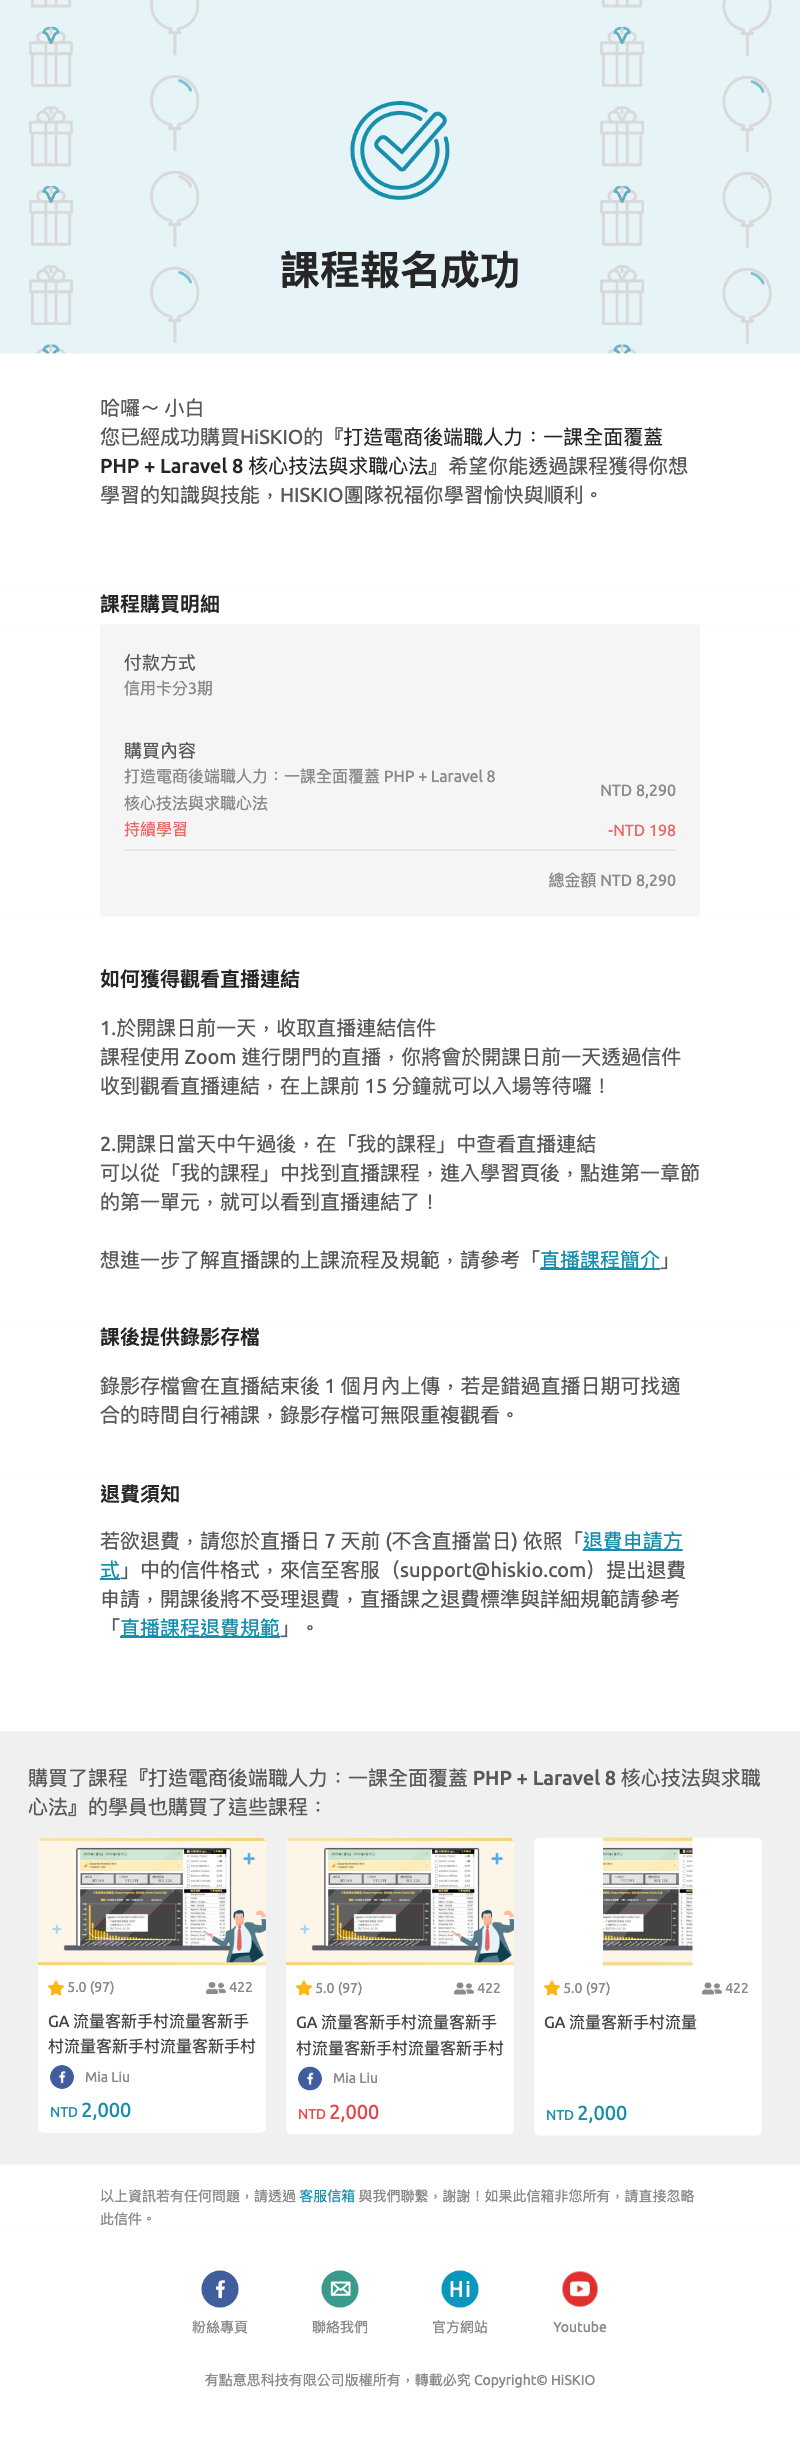 課程報名成功
哈囉～ 小白
您已經成功購買HiSKIO的『打造電商後端職人力：一課全面覆蓋
PHP + Laravel 8 核心技法與求職心法』希望你能透過課程獲得你想
學習的知識與技能，HISKIO團隊祝福你學習愉快與順利。
課程購買明細
付款方式
信用卡分3期
購買內容
打造電商後端職人力：一課全面覆蓋 PHP + Laravel 8
核心技法與求職心法
NTD 8,290
持續學習 -NTD 198
總金額 NTD 8,290
如何獲得觀看直播連結
1.於開課日前一天，收取直播連結信件
課程使用 Zoom 進行閉門的直播，你將會於開課日前一天透過信件
收到觀看直播連結，在上課前 15 分鐘就可以入場等待囉！
2.開課日當天中午過後，在「我的課程」中查看直播連結
可以從「我的課程」中找到直播課程，進入學習頁後，點進第一章節
的第一單元，就可以看到直播連結了！
想進一步了解直播課的上課流程及規範，請參考「直播課程簡介」
課後提供錄影存檔
錄影存檔會在直播結束後 1 個月內上傳，若是錯過直播日期可找適
合的時間自行補課，錄影存檔可無限重複觀看。
退費須知
若欲退費，請您於直播日 7 天前 (不含直播當日) 依照「退費申請方
式」中的信件格式，來信至客服（support@hiskio.com）提出退費
申請，開課後將不受理退費，直播課之退費標準與詳細規範請參考
「直播課程退費規範」。
購買了課程『打造電商後端職人力：一課全面覆蓋 PHP + Laravel 8 核心技法與求職
心法』的學員也購買了這些課程：
5.0 (97) 422
GA 流量客新手村流量客新手
村流量客新手村流量客新手村
Mia Liu
NTD 2,000
5.0 (97) 422
GA 流量客新手村流量客新手
村流量客新手村流量客新手村
Mia Liu
NTD 2,000
5.0 (97) 422
GA 流量客新手村流量
NTD 2,000
以上資訊若有任何問題，請透過 客服信箱 與我們聯繫，謝謝！如果此信箱非您所有，請直接忽略
此信件。
Hi
粉絲專頁 聯絡我們 官方網站 Youtube
有點意思科技有限公司版權所有，轉載必究 Copyright© HiSKIO